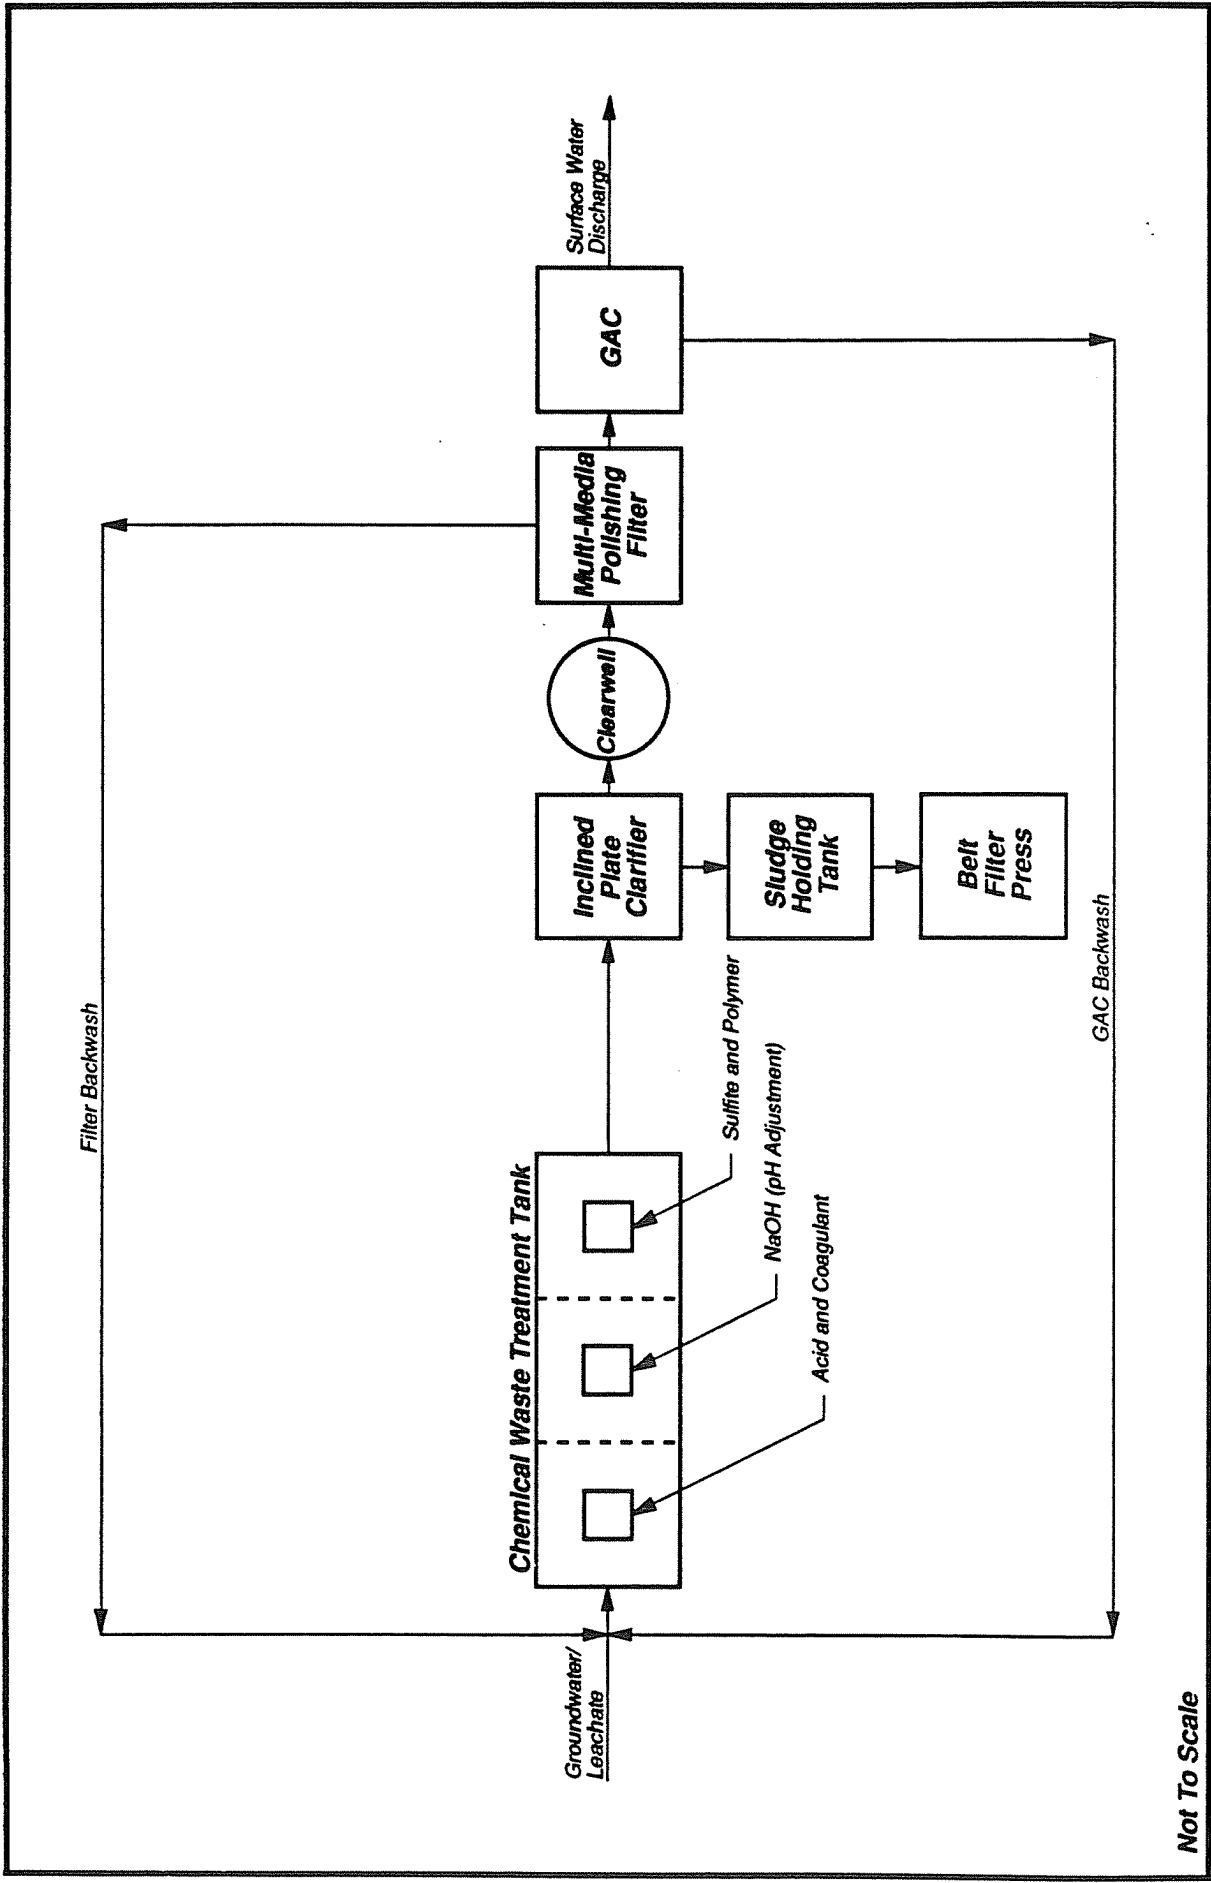 Filter Backwash
Chemical Waste Treatment Tank
Groundwater/
Leachate
Acid and Coagulant
NaOH (pH Adjustment)
Sulfite and Polymer
Inclined
Plate
Clarifier
Sludge
Holding
Tank
Belt
Filter
Press
Clearwell
Multi-Media
Polishing
Filter
GAC
Surface Water
Discharge
GAC Backwash
Not To Scale